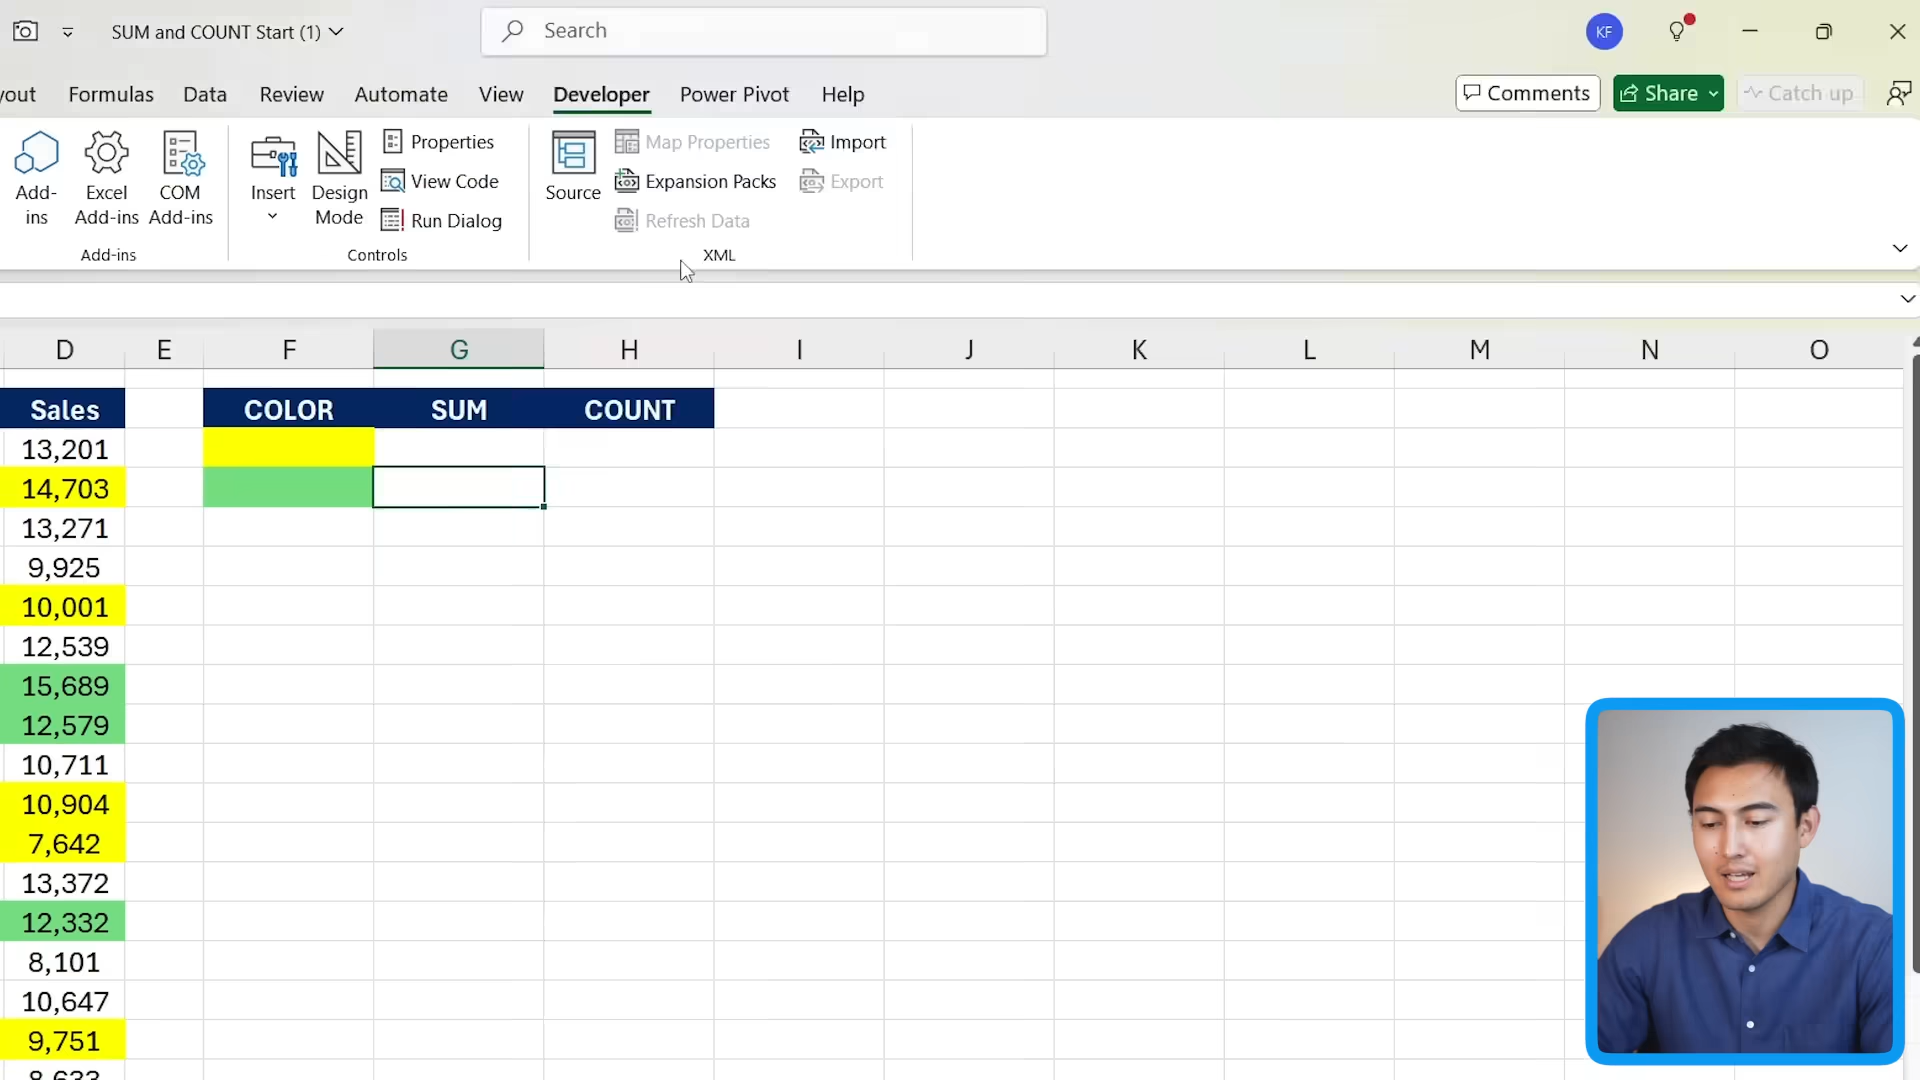 SUM and COUNT Start (1)
Search
KF
yout Formulas Data Review Automate View Developer Power Pivot Help
Comments Share Catch up
Add-ins
Excel Add-ins
COM Add-ins
Add-ins
Insert
Design Mode
Properties
View Code
Run Dialog
Controls
Source
Map Properties
Expansion Packs
Refresh Data
Import
Export
XML
D E F G H I J K L M N O
Sales COLOR SUM COUNT
13,201
14,703
13,271
9,925
10,001
12,539
15,689
12,579
10,711
10,904
7,642
13,372
12,332
8,101
10,647
9,751
8,633